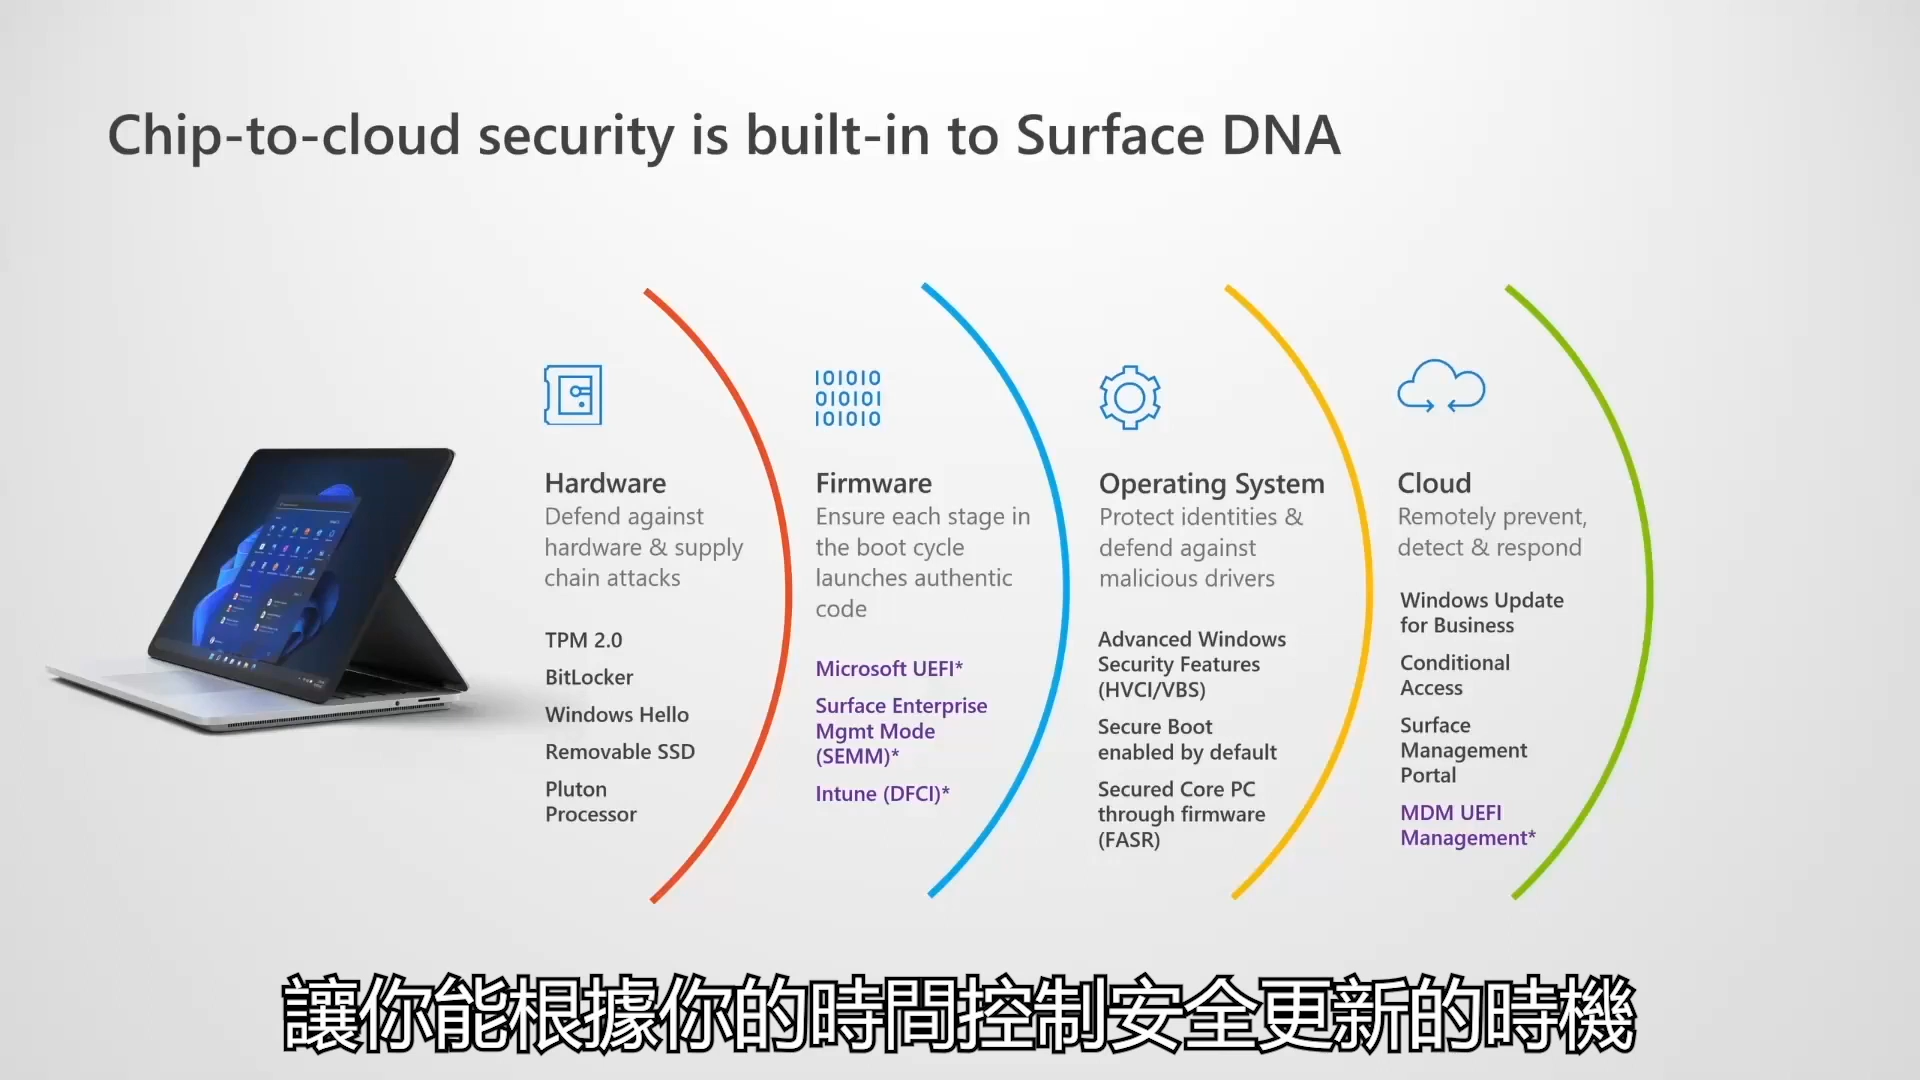 Chip-to-cloud security is built-in to Surface DNA
101010
010101
101010
Hardware
Defend against
hardware & supply
chain attacks
TPM 2.0
BitLocker
Windows Hello
Removable SSD
Pluton
Processor
Firmware
Ensure each stage in
the boot cycle
launches authentic
code
Microsoft UEFI*
Surface Enterprise
Mgmt Mode
(SEMM)*
Intune (DFCI)*
Operating System
Protect identities &
defend against
malicious drivers
Advanced Windows
Security Features
(HVCI/VBS)
Secure Boot
enabled by default
Secured Core PC
through firmware
(FASR)
Cloud
Remotely prevent,
detect & respond
Windows Update
for Business
Conditional
Access
Surface
Management
Portal
MDM UEFI
Management*
讓你能根據你的時間控制安全更新的時機